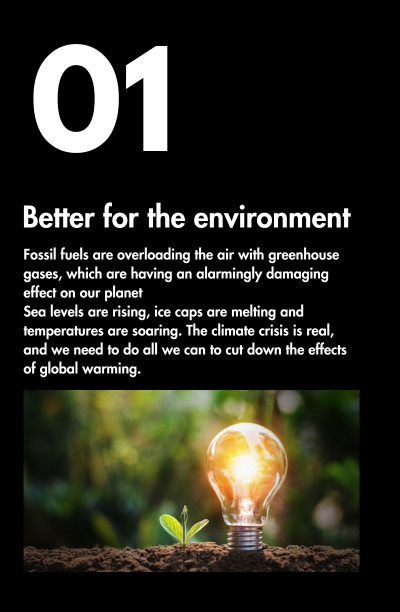 01
Better for the environment
Fossil fuels are overloading the air with greenhouse
gases, which are having an alarmingly damaging
effect on our planet
Sea levels are rising, ice caps are melting and
temperatures are soaring. The climate crisis is real,
and we need to do all we can to cut down the effects
of global warming.